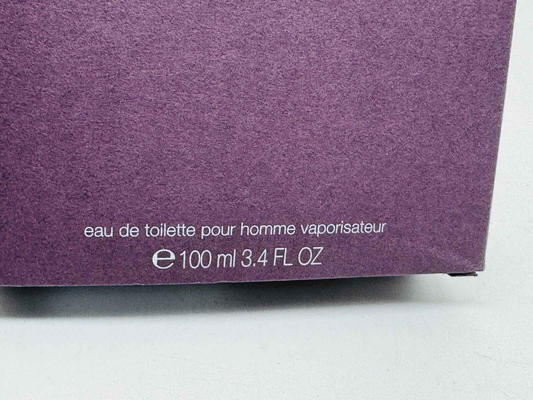 eau de toilette pour homme vaporisateur
℮ 100 ml 3.4 FL OZ